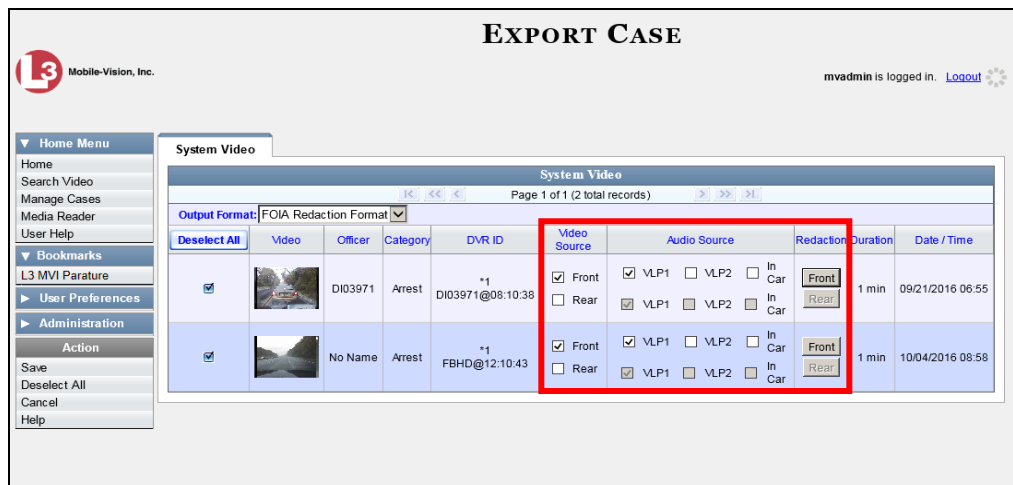 EXPORT CASE
L3 Mobile-Vision, Inc.
mvadmin is logged in. Logout
▼ Home Menu
Home
Search Video
Manage Cases
Media Reader
User Help
▼ Bookmarks
L3 MVI Parature
▶ User Preferences
▶ Administration
Action
Save
Deselect All
Cancel
Help
System Video
System Video
Page 1 of 1 (2 total records)
Output Format: FOIA Redaction Format
Deselect All Video Officer Category DVR ID Video Source Audio Source Redaction Duration Date / Time
DI03971 Arrest *1 DI03971@08:10:38 Front VLP1 VLP2 In Car Front 1 min 09/21/2016 06:55
Rear VLP1 VLP2 In Car Rear
No Name Arrest *1 FBHD@12:10:43 Front VLP1 VLP2 In Car Front 1 min 10/04/2016 08:58
Rear VLP1 VLP2 In Car Rear